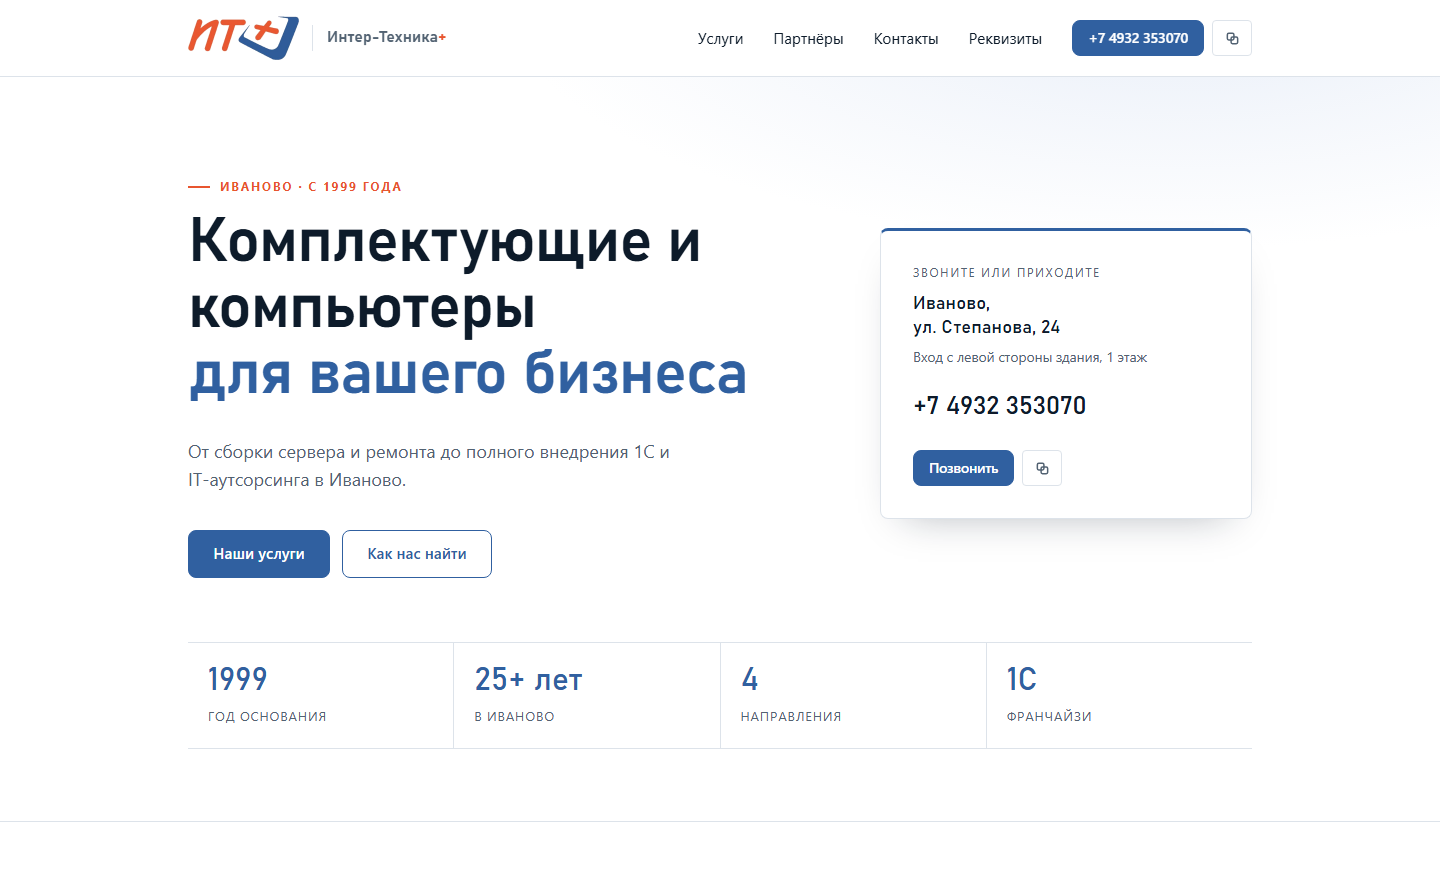 ИТ+
Интер-Техника+
Услуги
Партнёры
Контакты
Реквизиты
+7 4932 353070
ИВАНОВО · С 1999 ГОДА
Комплектующие и
компьютеры
для вашего бизнеса
От сборки сервера и ремонта до полного внедрения 1С и
IT-аутсорсинга в Иваново.
Наши услуги
Как нас найти
ЗВОНИТЕ ИЛИ ПРИХОДИТЕ
Иваново,
ул. Степанова, 24
Вход с левой стороны здания, 1 этаж
+7 4932 353070
Позвонить
1999
ГОД ОСНОВАНИЯ
25+ лет
В ИВАНОВО
4
НАПРАВЛЕНИЯ
1С
ФРАНЧАЙЗИ